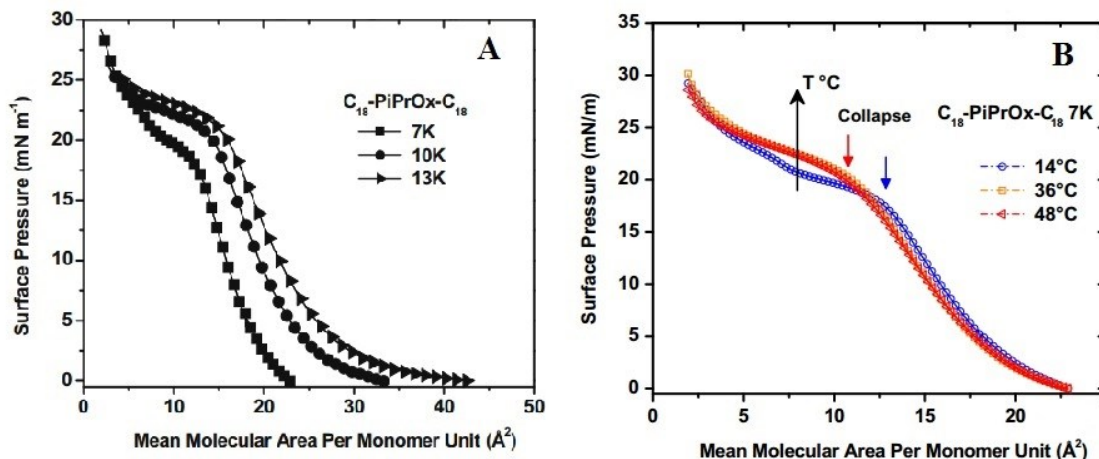 A
30
25
20
15
10
5
0
Surface Pressure (mN m⁻¹)
C₁₈-PiPrOx-C₁₈
7K
10K
13K
0 10 20 30 40 50
Mean Molecular Area Per Monomer Unit (Å²)
B
35
30
25
20
15
10
5
0
Surface Pressure (mN/m)
T °C
Collapse
C₁₈-PiPrOx-C₁₈ 7K
14°C
36°C
48°C
0 5 10 15 20
Mean Molecular Area Per Monomer Unit (Å²)